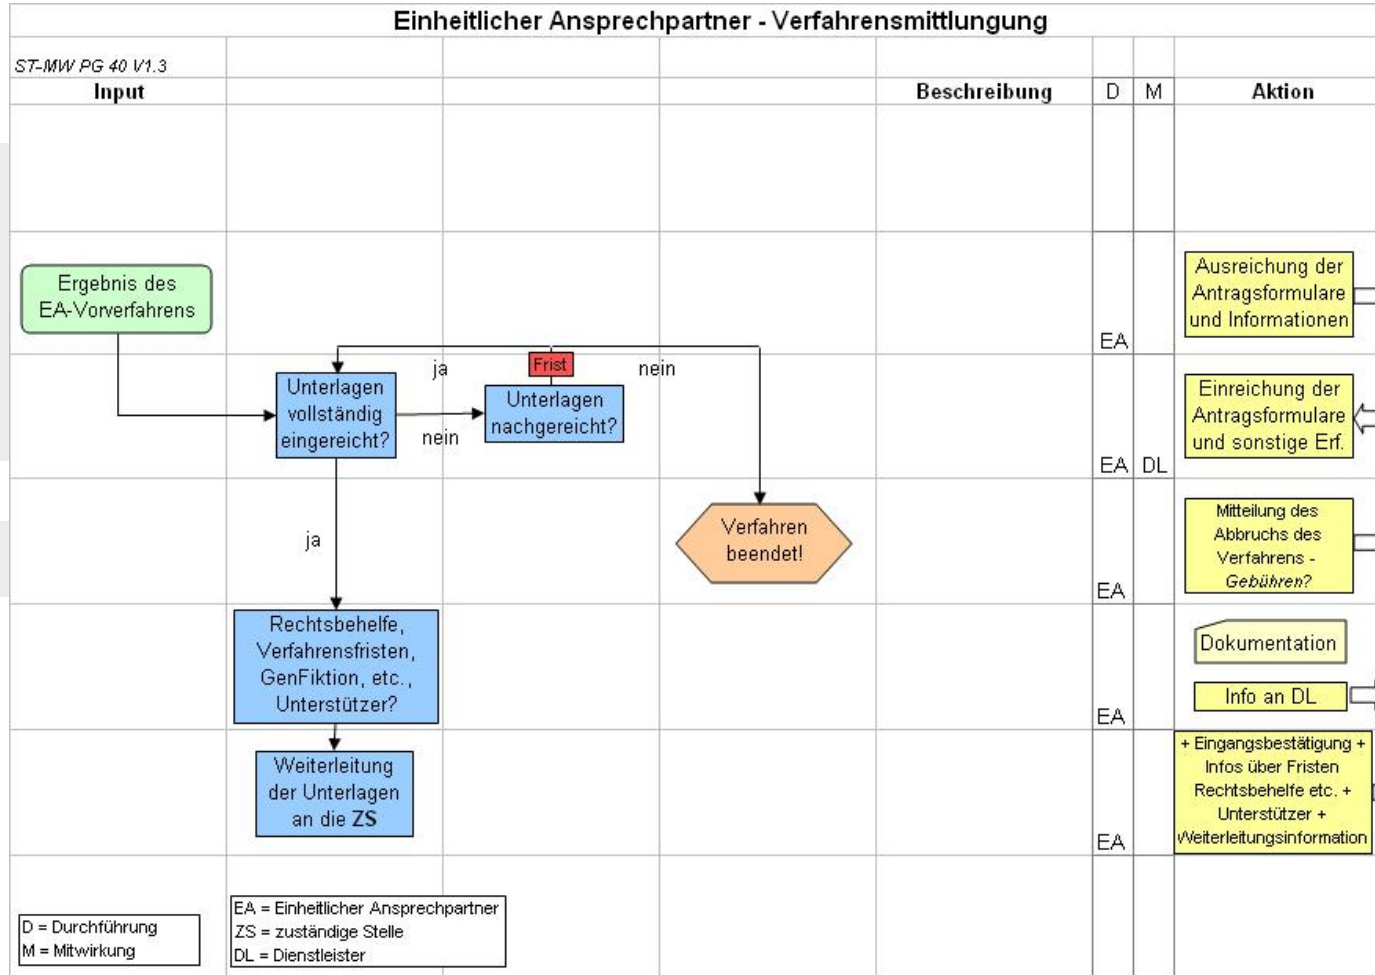 Einheitlicher Ansprechpartner - Verfahrensmittlungung
ST-MW PG 40 V1.3
Input
Beschreibung
D
M
Aktion
Ergebnis des
EA-Vorverfahrens
Ausreichung der
Antragsformulare
und Informationen
EA
ja
Frist
nein
Unterlagen
vollständig
eingereicht?
nein
Unterlagen
nachgereicht?
Einreichung der
Antragsformulare
und sonstige Erf.
EA
DL
ja
Verfahren
beendet!
Mitteilung des
Abbruchs des
Verfahrens -
Gebühren?
EA
Rechtsbehelfe,
Verfahrensfristen,
GenFiktion, etc.,
Unterstützer?
Dokumentation
Info an DL
EA
Weiterleitung
der Unterlagen
an die ZS
+ Eingangsbestätigung +
Infos über Fristen
Rechtsbehelfe etc. +
Unterstützer +
Weiterleitungsinformation
EA
D = Durchführung
M = Mitwirkung
EA = Einheitlicher Ansprechpartner
ZS = zuständige Stelle
DL = Dienstleister